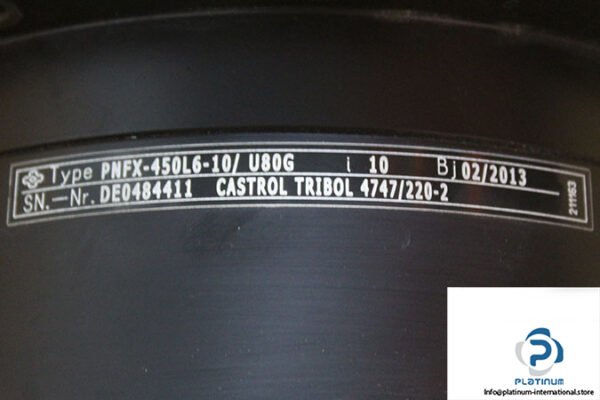 Type PNFX-450L6-10/ U80G i 10 Bj 02/2013
SN.-Nr. DE0484411 CASTROL TRIBOL 4747/220-2
211163
PLATINUM
Info@platinum-international.store